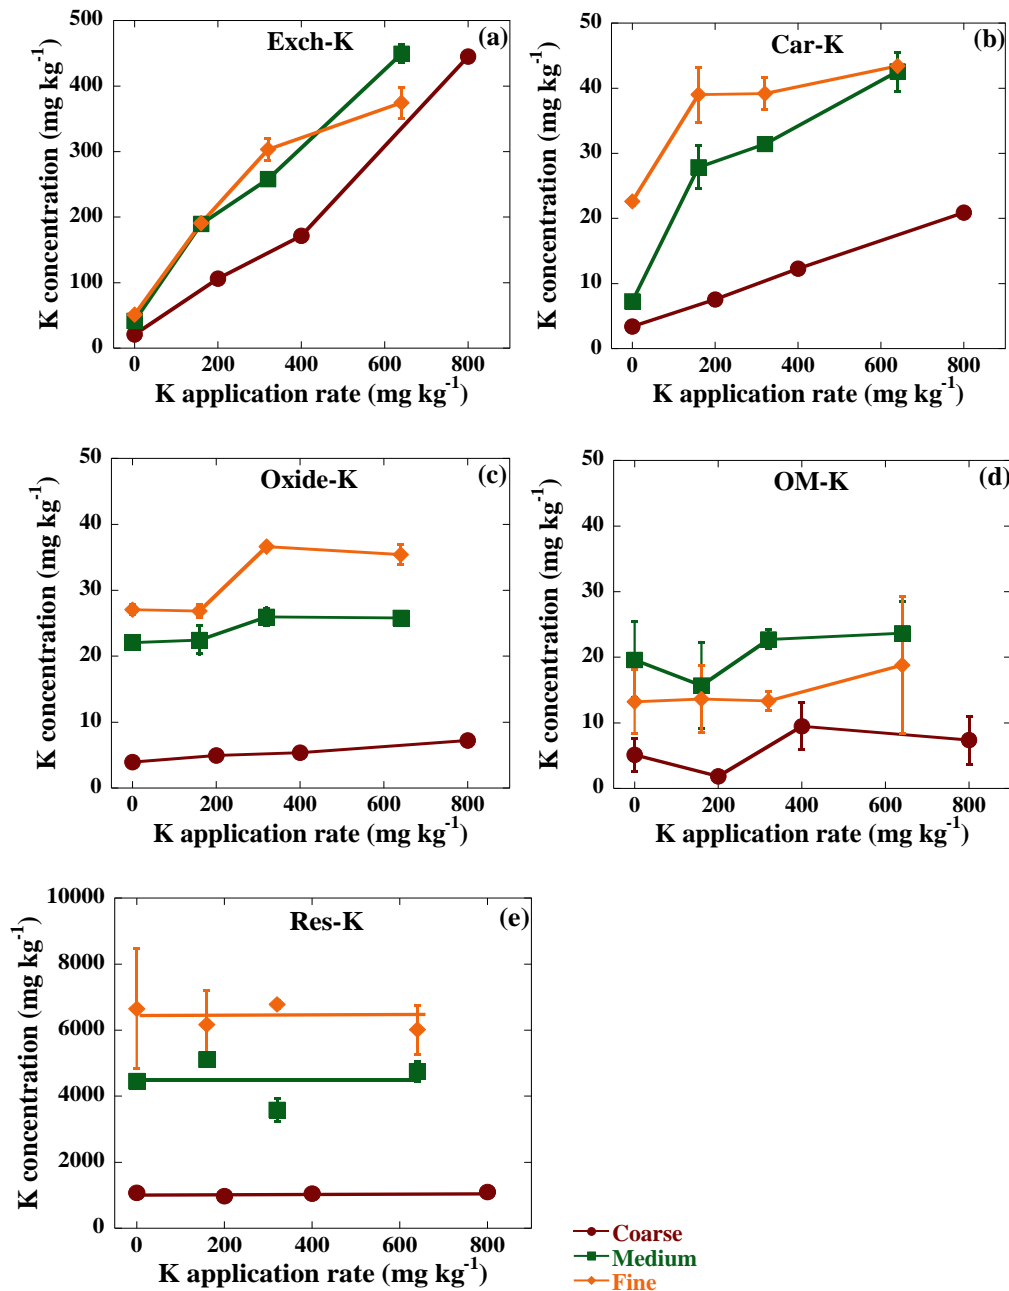 Exch-K
(a)
K concentration (mg kg⁻¹)
500
400
300
200
100
0
0 200 400 600 800
K application rate (mg kg⁻¹)
Car-K
(b)
K concentration (mg kg⁻¹)
50
40
30
20
10
0
0 200 400 600 800
K application rate (mg kg⁻¹)
Oxide-K
(c)
K concentration (mg kg⁻¹)
50
40
30
20
10
0
0 200 400 600 800
K application rate (mg kg⁻¹)
OM-K
(d)
K concentration (mg kg⁻¹)
50
40
30
20
10
0
0 200 400 600 800
K application rate (mg kg⁻¹)
Res-K
(e)
K concentration (mg kg⁻¹)
10000
8000
6000
4000
2000
0
0 200 400 600 800
K application rate (mg kg⁻¹)
Coarse
Medium
Fine